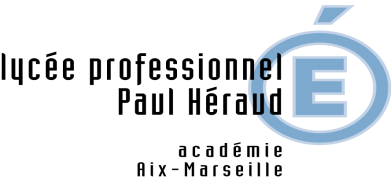 lycée professionnel
Paul Héraud
É
académie
Aix-Marseille